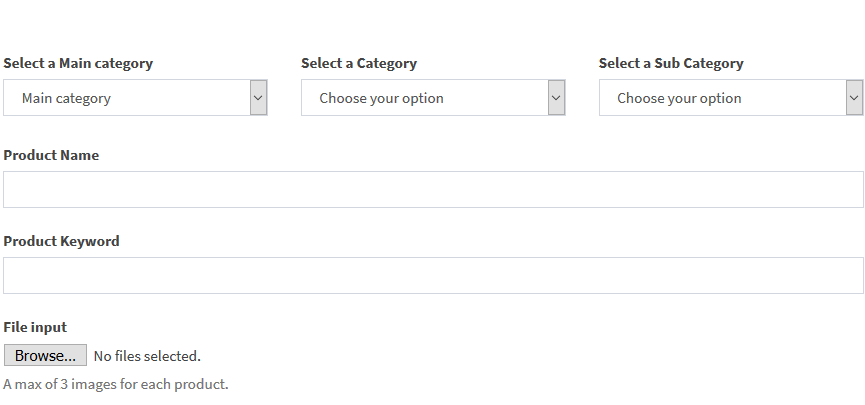 Select a Main category Select a Category Select a Sub Category
Main category Choose your option Choose your option
Product Name
Product Keyword
File input
Browse... No files selected.
A max of 3 images for each product.